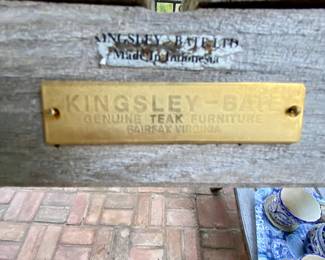 KINGSLEY - BATE LTD
Made In Indonesia
KINGSLEY-BATE
GENUINE TEAK FURNITURE
FAIRFAX VIRGINIA